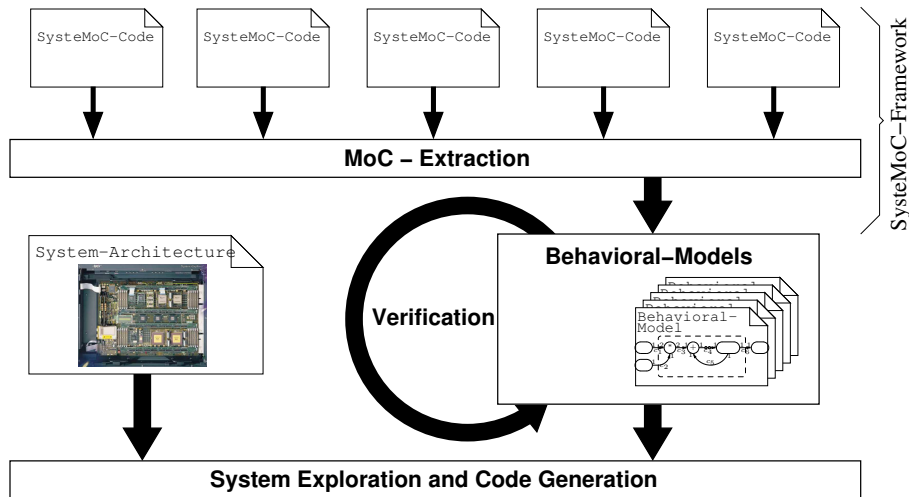 SysteMoC-Code
SysteMoC-Code
SysteMoC-Code
SysteMoC-Code
SysteMoC-Code
SysteMoC-Framework
MoC – Extraction
System-Architecture
Verification
Behavioral-Models
Behavioral-
Model
System Exploration and Code Generation